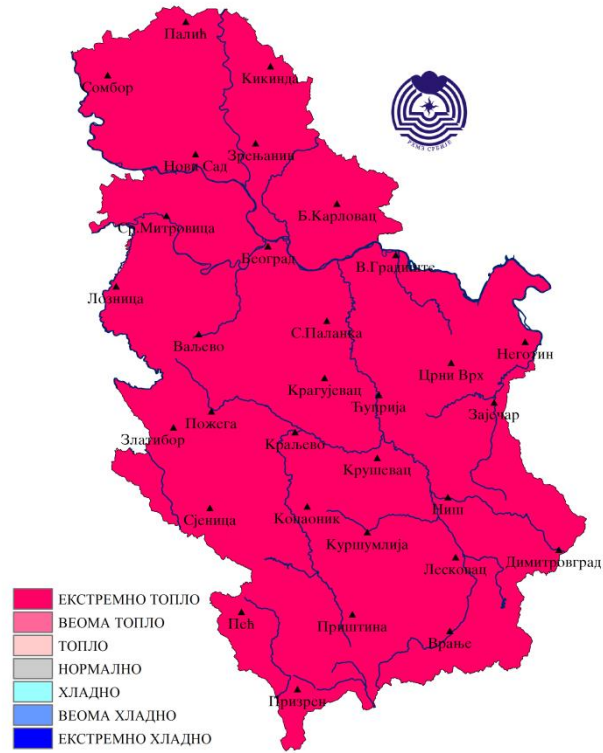 Палић
Кикинда
Сомбор
РХМЗ СРБИЈЕ
Зрењанин
Нови Сад
Б.Карловац
Ср.Митровица
Београд
В.Градиште
Лозница
С.Паланка
Ваљево
Неготин
Црни Врх
Крагујевац
Ћуприја
Зајечар
Пожега
Златибор
Краљево
Крушевац
Ниш
Сјеница
Копаоник
Куршумлија
Димитровград
Лесковац
Пећ
Приштина
Врање
Призрен
ЕКСТРЕМНО ТОПЛО
ВЕОМА ТОПЛО
ТОПЛО
НОРМАЛНО
ХЛАДНО
ВЕОМА ХЛАДНО
ЕКСТРЕМНО ХЛАДНО